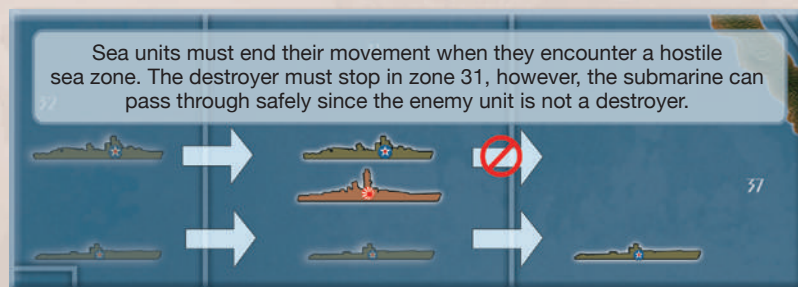 Sea units must end their movement when they encounter a hostile
sea zone. The destroyer must stop in zone 31, however, the submarine can
pass through safely since the enemy unit is not a destroyer.
32
37